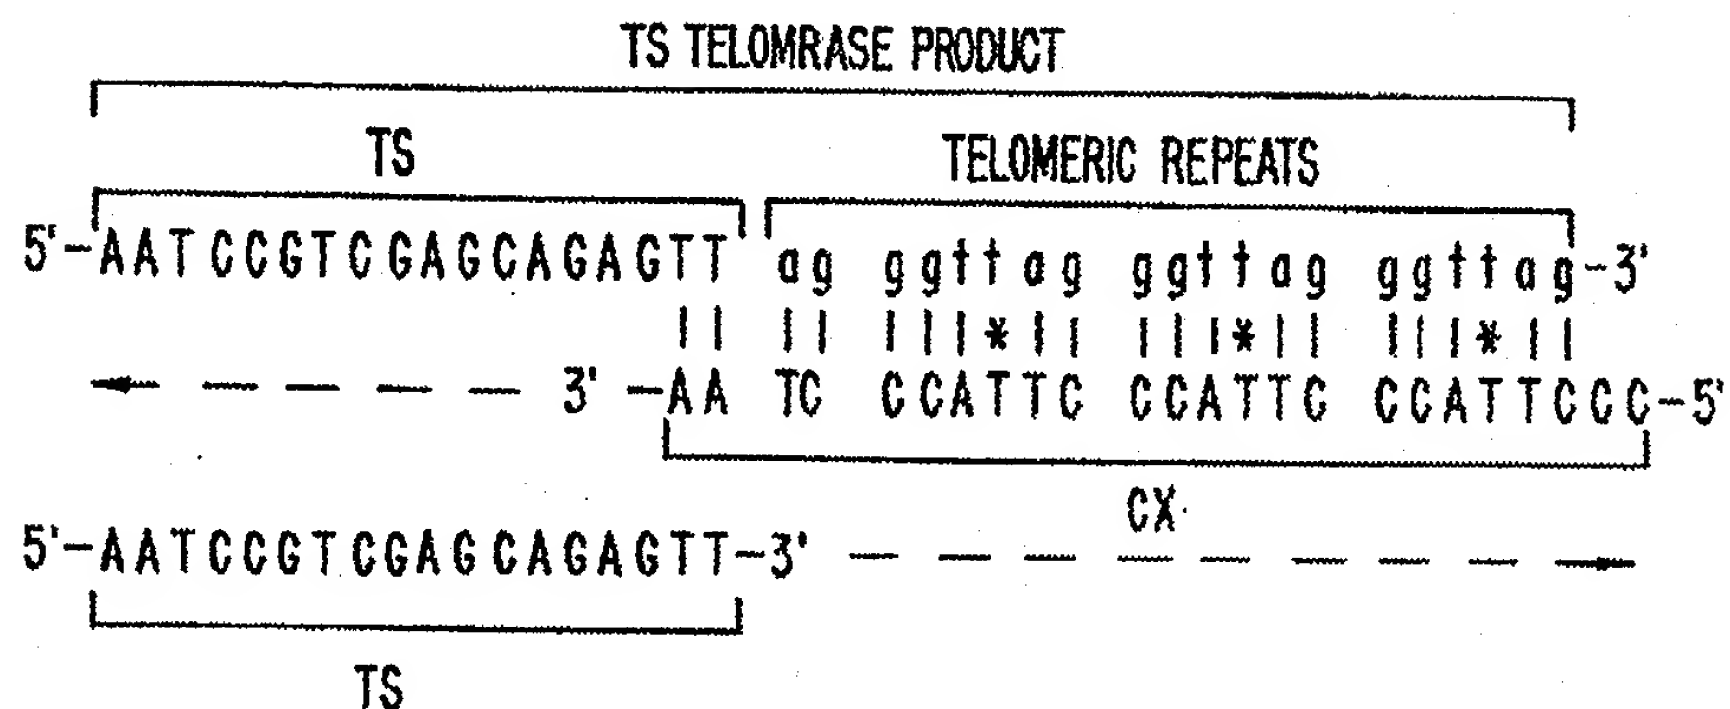 TS TELOMRASE PRODUCT
TS TELOMERIC REPEATS
5'-AATCCGTCGAGCAGAGTT ag ggttag ggttag ggttag-3'
|| || |||*|| |||*|| |||*||
3' -AA TC CCATTC CCATTC CCATTCCC-5'
CX
5'-AATCCGTCGAGCAGAGTT-3'
TS